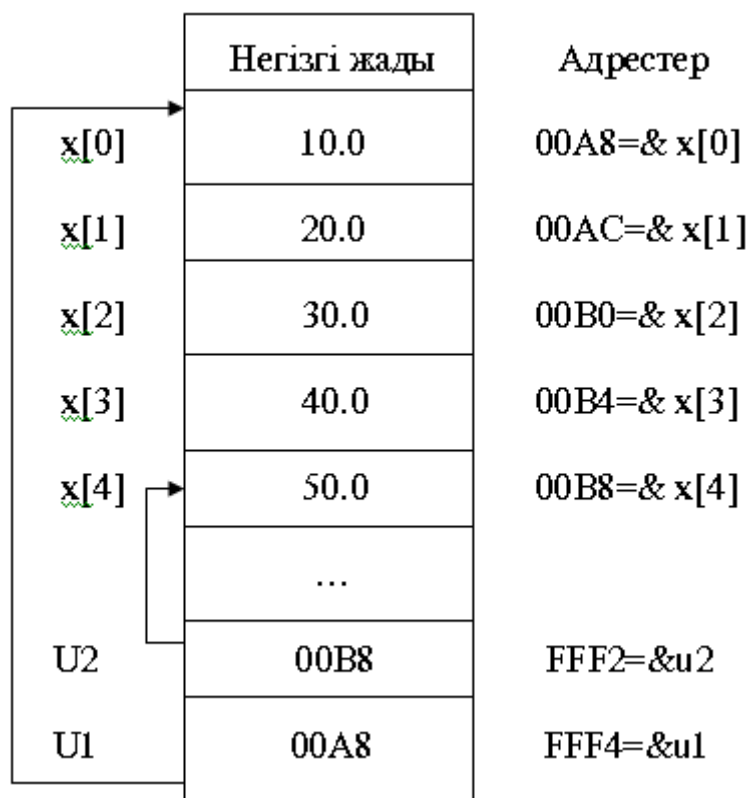 Негізгі жады Адрестер
x[0] 10.0 00A8=& x[0]
x[1] 20.0 00AC=& x[1]
x[2] 30.0 00B0=& x[2]
x[3] 40.0 00B4=& x[3]
x[4] 50.0 00B8=& x[4]
…
U2 00B8 FFF2=&u2
U1 00A8 FFF4=&u1